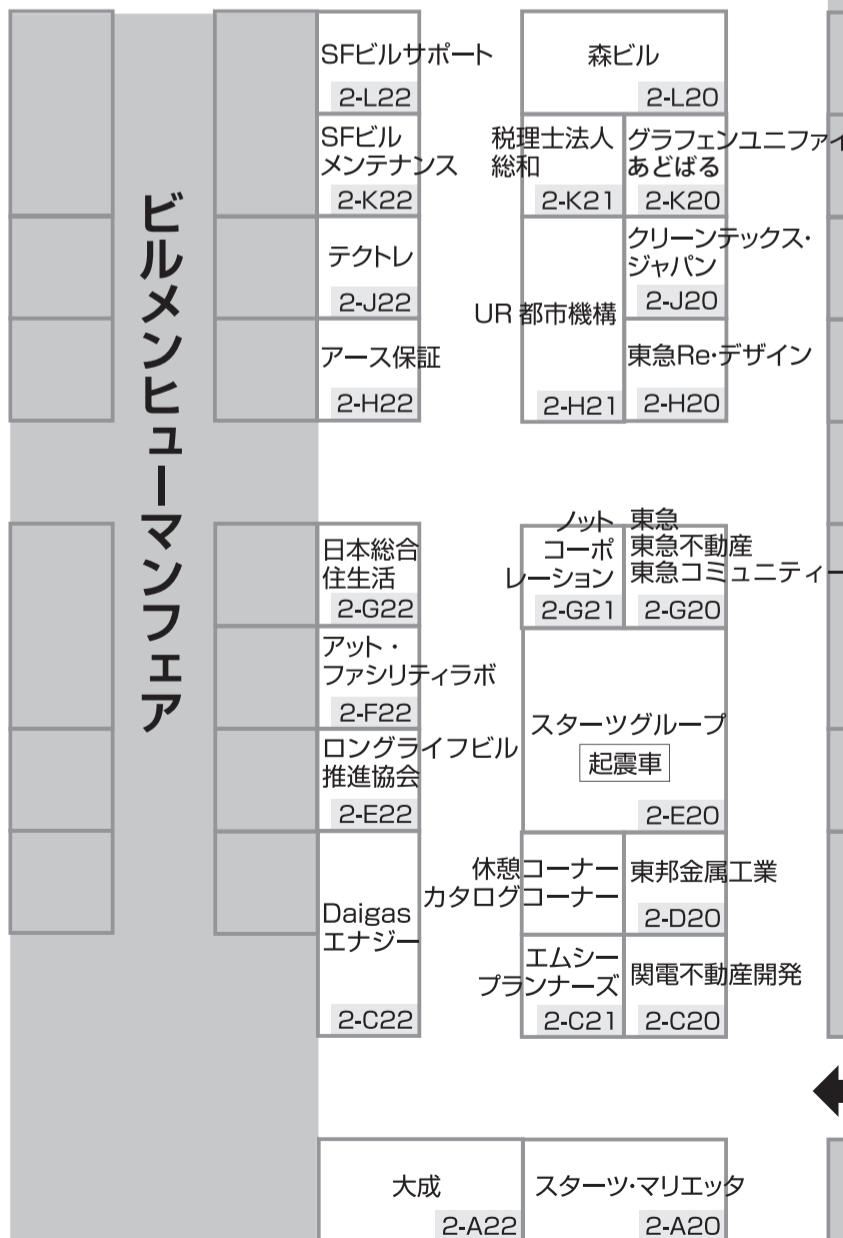 ビルメンヒューマンフェア
SFビルサポート
2-L22
SFビル
メンテナンス
2-K22
テクトレ
2-J22
アース保証
2-H22
森ビル
2-L20
税理士法人
総和
2-K21
グラフェンユニファイ
あどばる
2-K20
UR 都市機構
2-H21
クリーンテックス・
ジャパン
2-J20
東急Re・デザイン
2-H20
日本総合
住生活
2-G22
アット・
ファシリティラボ
2-F22
ロングライフビル
推進協会
2-E22
Daigas
エナジー
2-C22
ノット
コーポ
レーション
2-G21
東急
東急不動産
東急コミュニティー
2-G20
スターツグループ
起震車
2-E20
休憩コーナー
カタログコーナー
東邦金属工業
2-D20
エムシー
プランナーズ
2-C21
関電不動産開発
2-C20
大成
2-A22
スターツ・マリエッタ
2-A20